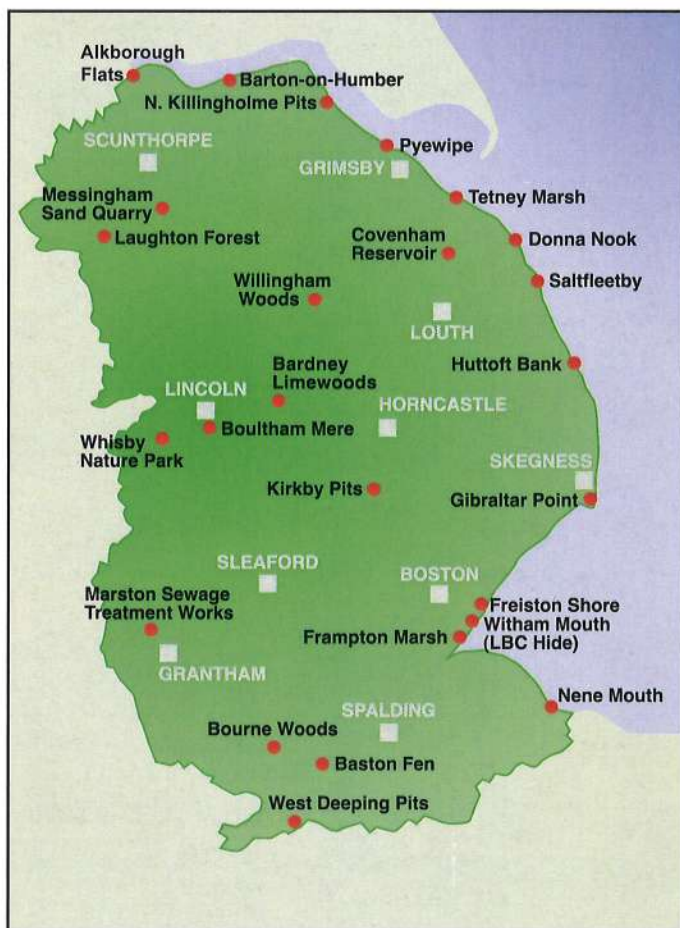 Alkborough
Flats
Barton-on-Humber
N. Killingholme Pits
SCUNTHORPE
Pyewipe
GRIMSBY
Messingham
Sand Quarry
Tetney Marsh
Laughton Forest
Covenham
Reservoir
Donna Nook
Willingham
Woods
Saltfleetby
LOUTH
Bardney
Limewoods
Huttoft Bank
LINCOLN
HORNCASTLE
Boultham Mere
Whisby
Nature Park
SKEGNESS
Kirkby Pits
Gibraltar Point
SLEAFORD
BOSTON
Marston Sewage
Treatment Works
Freiston Shore
Witham Mouth
(LBC Hide)
Frampton Marsh
GRANTHAM
Nene Mouth
SPALDING
Bourne Woods
Baston Fen
West Deeping Pits